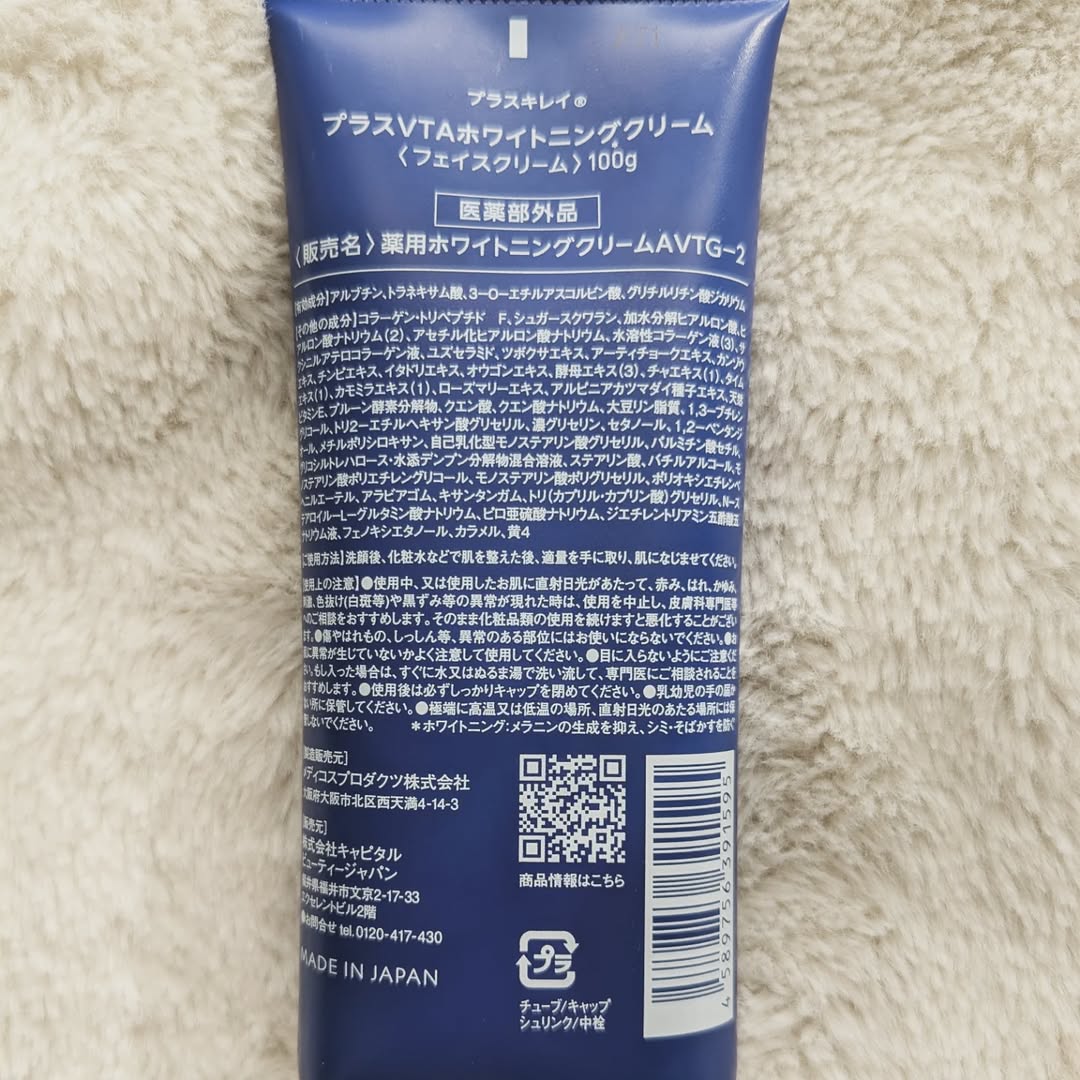 プラスキレイ®
プラスVTAホワイトニングクリーム
〈フェイスクリーム〉100g
医薬部外品
〈販売名〉薬用ホワイトニングクリームAVTG-2
【有効成分】アルブチン、トラネキサム酸、3-O-エチルアスコルビン酸、グリチルリチン酸ジカリウム
【その他の成分】コラーゲン・トリペプチド F、シュガースクワラン、加水分解ヒアルロン酸、ヒ
アルロン酸ナトリウム(2)、アセチル化ヒアルロン酸ナトリウム、水溶性コラーゲン液(3)、サ
クシニルアテロコラーゲン液、ユズセラミド、ツボクサエキス、アーティチョークエキス、カンゾウ
エキス、チンピエキス、イタドリエキス、オウゴンエキス、酵母エキス(3)、チャエキス(1)、タイム
エキス(1)、カモミラエキス(1)、ローズマリーエキス、アルピニアカツマダイ種子エキス、天然
ビタミンE、プルーン酵素分解物、クエン酸、クエン酸ナトリウム、大豆リン脂質、1,3-ブチレン
グリコール、トリ2-エチルヘキサン酸グリセリル、濃グリセリン、セタノール、1,2-ペンタンジ
オール、メチルポリシロキサン、自己乳化型モノステアリン酸グリセリル、パルミチン酸セチル、
グリコシルトレハロース・水添デンプン分解物混合溶液、ステアリン酸、バチルアルコール、モ
ノステアリン酸ポリエチレングリコール、モノステアリン酸ポリグリセリル、ポリオキシエチレンベ
ヘニルエーテル、アラビアゴム、キサンタンガム、トリ(カプリル・カプリン酸)グリセリル、N-ス
テアロイル-L-グルタミン酸ナトリウム、ピロ亜硫酸ナトリウム、ジエチレントリアミン五酢酸五
ナトリウム液、フェノキシエタノール、カラメル、黄4
【ご使用方法】洗顔後、化粧水などで肌を整えた後、適量を手に取り、肌になじませてください。
【使用上の注意】●使用中、又は使用したお肌に直射日光があたって、赤み、はれ、かゆみ、
刺激、色抜け(白斑等)や黒ずみ等の異常が現れた時は、使用を中止し、皮膚科専門医等
へのご相談をおすすめします。そのまま化粧品類の使用を続けますと悪化することがござい
ます。●傷やはれもの、しっしん等、異常のある部位にはお使いにならないでください。●お
肌に異常が生じていないかよく注意して使用してください。●目に入らないようにご注意くだ
さい。もし入った場合は、すぐに水又はぬるま湯で洗い流して、専門医にご相談されることを
おすすめします。●使用後は必ずしっかりキャップを閉めてください。●乳幼児の手の届か
ない所に保管してください。●極端に高温又は低温の場所、直射日光のあたる場所には保
管しないでください。 *ホワイトニング:メラニンの生成を抑え、シミ・そばかすを防ぐ
[製造販売元]
メディコスプロダクツ株式会社
大阪府大阪市北区西天満4-14-3
[販売元]
株式会社キャピタル
ビューティージャパン
福井県福井市文京2-17-33
エクセレントビル2階
●お問合せ tel.0120-417-430
MADE IN JAPAN
商品情報はこちら
プラ
チューブ/キャップ
シュリンク/中栓
4 589756 391595